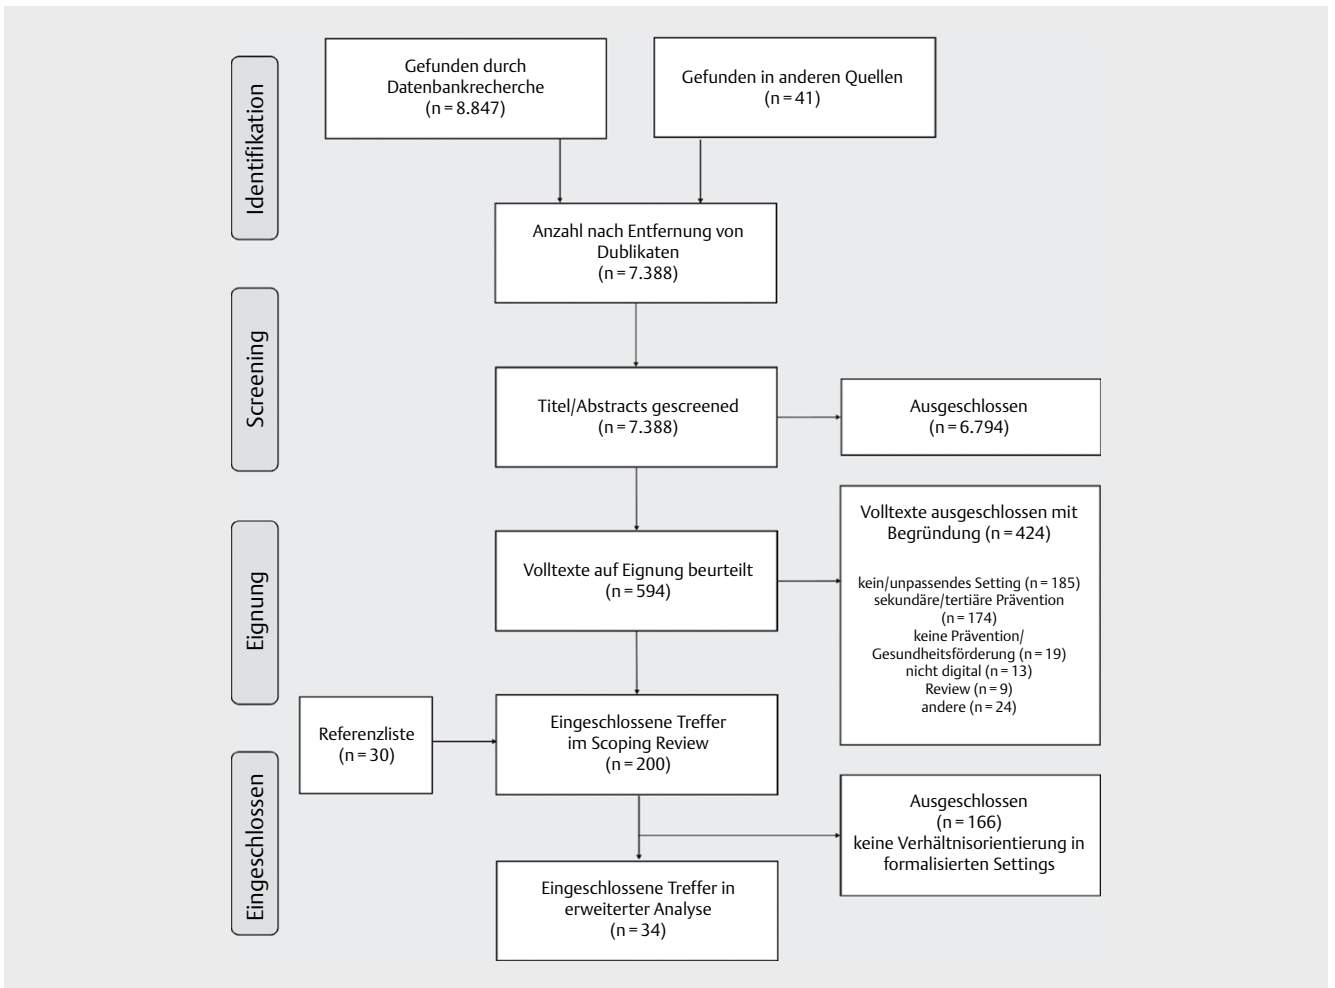 Identifikation
Gefunden durch
Datenbankrecherche
(n = 8.847)
Gefunden in anderen Quellen
(n = 41)
Anzahl nach Entfernung von
Dublikaten
(n = 7.388)
Screening
Titel/Abstracts gescreened
(n = 7.388)
Ausgeschlossen
(n = 6.794)
Eignung
Volltexte auf Eignung beurteilt
(n = 594)
Volltexte ausgeschlossen mit
Begründung (n = 424)
kein/unpassendes Setting (n = 185)
sekundäre/tertiäre Prävention
(n = 174)
keine Prävention/
Gesundheitsförderung (n = 19)
nicht digital (n = 13)
Review (n = 9)
andere (n = 24)
Referenzliste
(n = 30)
Eingeschlossene Treffer
im Scoping Review
(n = 200)
Eingeschlossen
Ausgeschlossen
(n = 166)
keine Verhältnisorientierung in
formalisierten Settings
Eingeschlossene Treffer in
erweiterter Analyse
(n = 34)